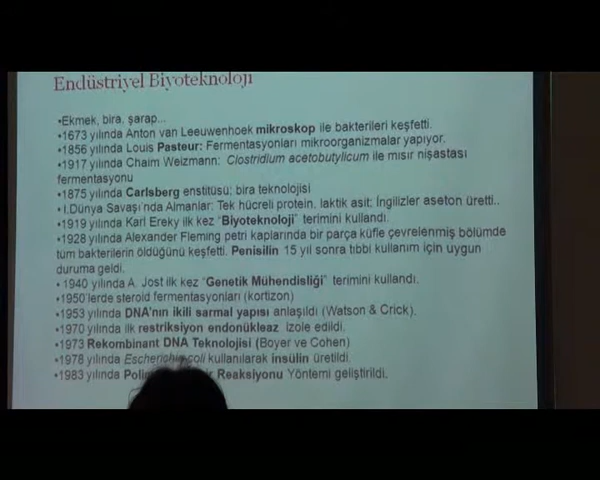 Endüstriyel Biyoteknoloji
•Ekmek, bira, şarap...
•1673 yılında Anton van Leeuwenhoek mikroskop ile bakterileri keşfetti.
•1856 yılında Louis Pasteur: Fermentasyonları mikroorganizmalar yapıyor.
•1917 yılında Chaim Weizmann: Clostridium acetobutylicum ile mısır nişastası
fermentasyonu
•1875 yılında Carlsberg enstitüsü: bira teknolojisi
•I.Dünya Savaşı'nda Almanlar: Tek hücreli protein, laktik asit; İngilizler aseton üretti..
•1919 yılında Karl Ereky ilk kez “Biyoteknoloji” terimini kullandı.
•1928 yılında Alexander Fleming petri kaplarında bir parça küfle çevrelenmiş bölümde
tüm bakterilerin öldüğünü keşfetti. Penisilin 15 yıl sonra tıbbi kullanım için uygun
duruma geldi.
• 1940 yılında A. Jost ilk kez “Genetik Mühendisliği” terimini kullandı.
•1950'lerde steroid fermentasyonları (kortizon)
•1953 yılında DNA'nın ikili sarmal yapısı anlaşıldı (Watson & Crick).
•1970 yılında ilk restriksiyon endonükleaz izole edildi.
•1973 Rekombinant DNA Teknolojisi (Boyer ve Cohen)
•1978 yılında Escherichia coli kullanılarak insülin üretildi.
•1983 yılında Reaksiyonu Yöntemi geliştirildi.